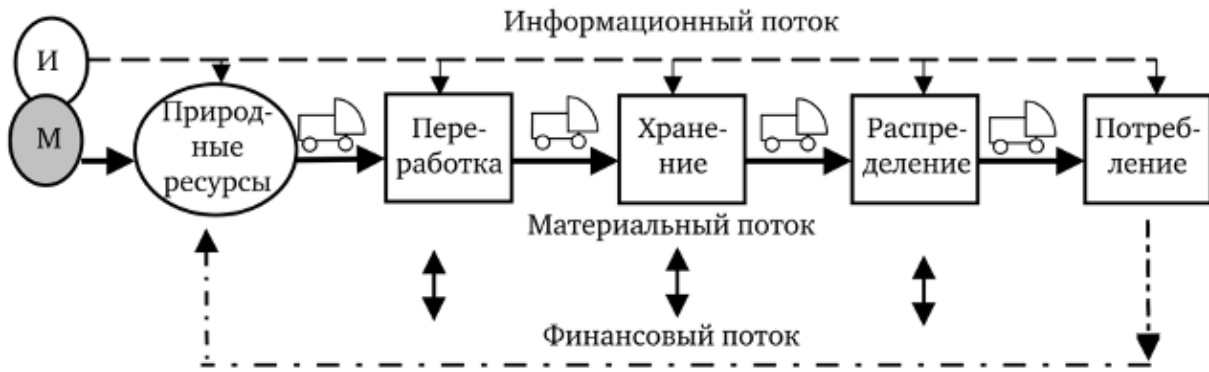 Информационный поток
И
М
Природ-
ные
ресурсы
Пере-
работка
Хране-
ние
Распре-
деление
Потреб-
ление
Материальный поток
Финансовый поток